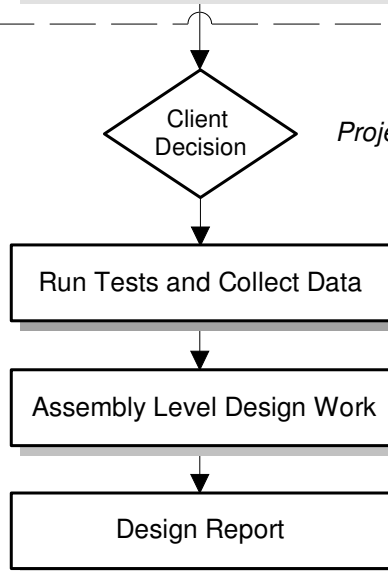 Client
Decision
Run Tests and Collect Data
Assembly Level Design Work
Design Report